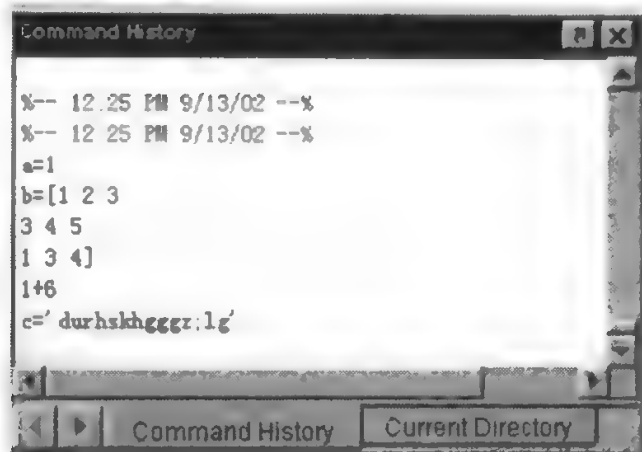 Command History
%-- 12.25 PM 9/13/02 --%
%-- 12 25 PM 9/13/02 --%
a=1
b=[1 2 3
3 4 5
1 3 4]
1+6
c='durhskhgggz;lg'
Command History
Current Directory